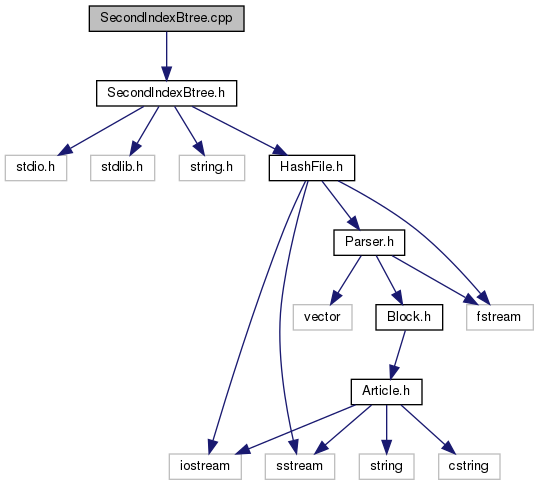 SecondIndexBtree.cpp
SecondIndexBtree.h
stdio.h
stdlib.h
string.h
HashFile.h
Parser.h
vector
Block.h
fstream
Article.h
iostream
sstream
string
cstring